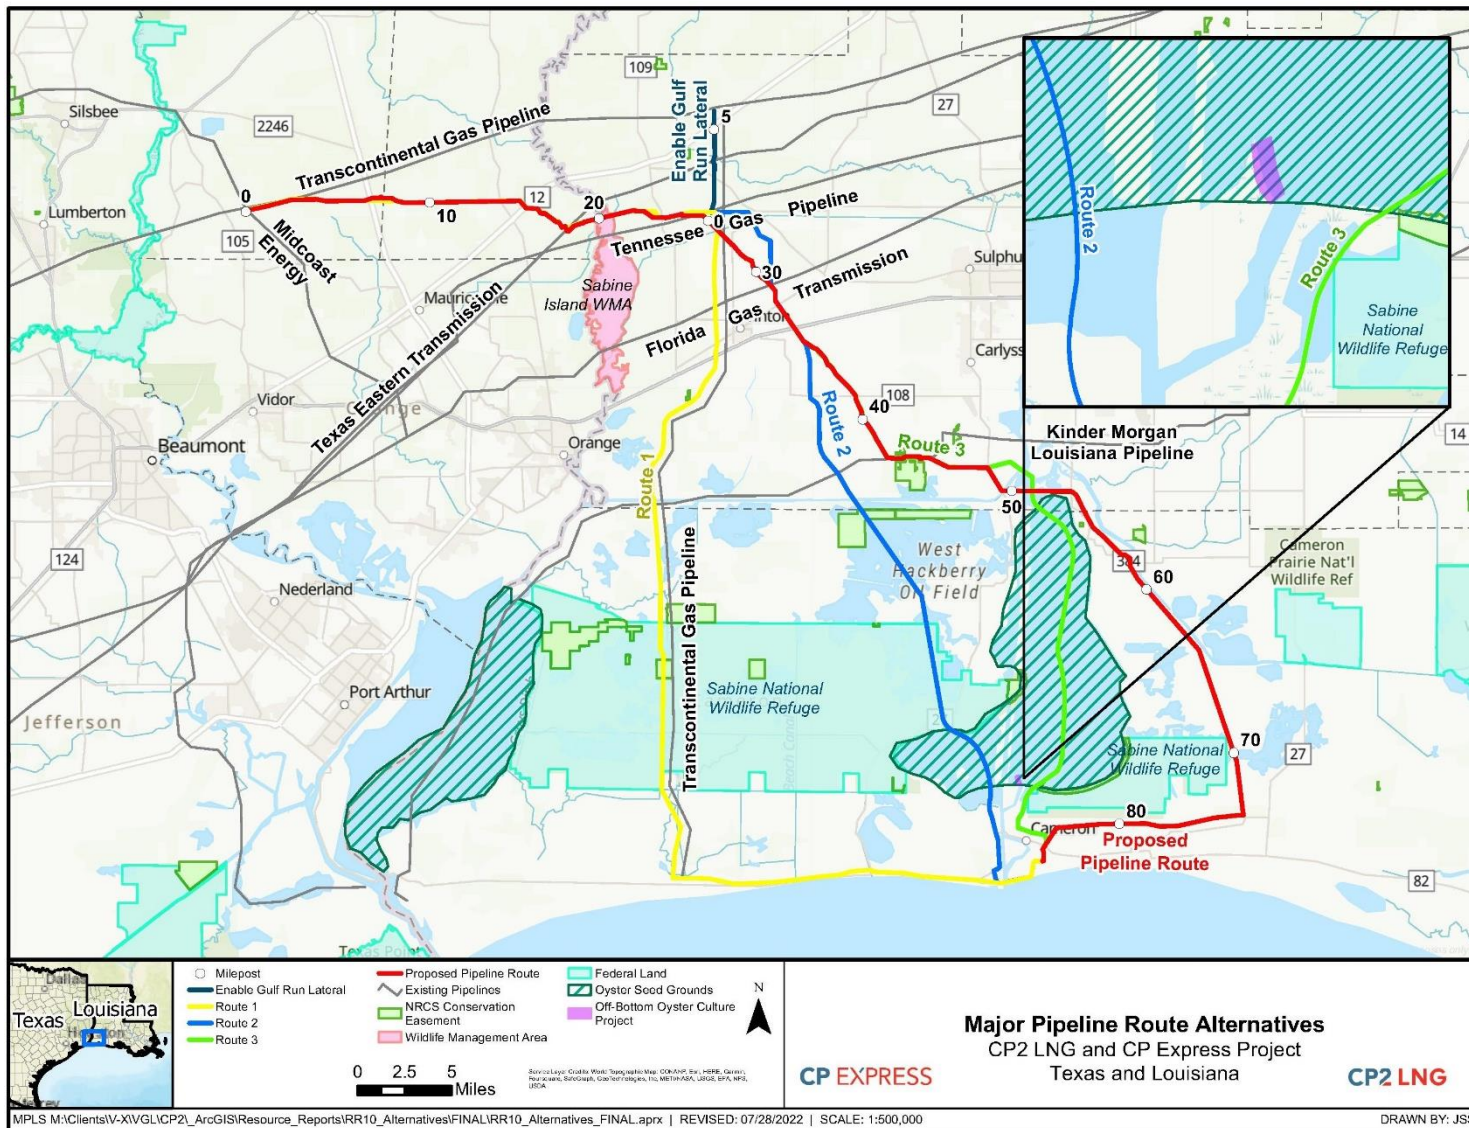 Silsbee
2246
Transcontinental Gas Pipeline
109
Enable Gulf
Run Lateral
5
27
0
10
12
20
0
Lumberton
105
Midcoast
Energy
Tennessee Gas Pipeline
30
Sabine
Island WMA
Florida Gas Transmission
Texas Eastern Transmission
Vidor
Beaumont
Orange
Carlyss
Route 2
40
108
Route 3
Kinder Morgan
Louisiana Pipeline
14
Route 1
50
124
Nederland
West
Hackberry
Oil Field
60
Cameron
Prairie Nat'l
Wildlife Ref
Port Arthur
Jefferson
Transcontinental Gas Pipeline
Sabine National
Wildlife Refuge
Sabine National
Wildlife Refuge
70
27
80
Cameron
Proposed
Pipeline Route
82
Texas Point
Route 2
Route 3
Sabine
National
Wildlife Refuge
Dallas
Texas
Louisiana
Houston
Milepost
Enable Gulf Run Lateral
Route 1
Route 2
Route 3
Proposed Pipeline Route
Existing Pipelines
NRCS Conservation
Easement
Wildlife Management Area
Federal Land
Oyster Seed Grounds
Off-Bottom Oyster Culture
Project
N
0 2.5 5
Miles
Major Pipeline Route Alternatives
CP2 LNG and CP Express Project
Texas and Louisiana
CP EXPRESS
CP2 LNG
MPLS M:\Clients\V-X\VGL\CP2\_ArcGIS\Resource_Reports\RR10_Alternatives\FINAL\RR10_Alternatives_FINAL.aprx | REVISED: 07/28/2022 | SCALE: 1:500,000
DRAWN BY: JSS